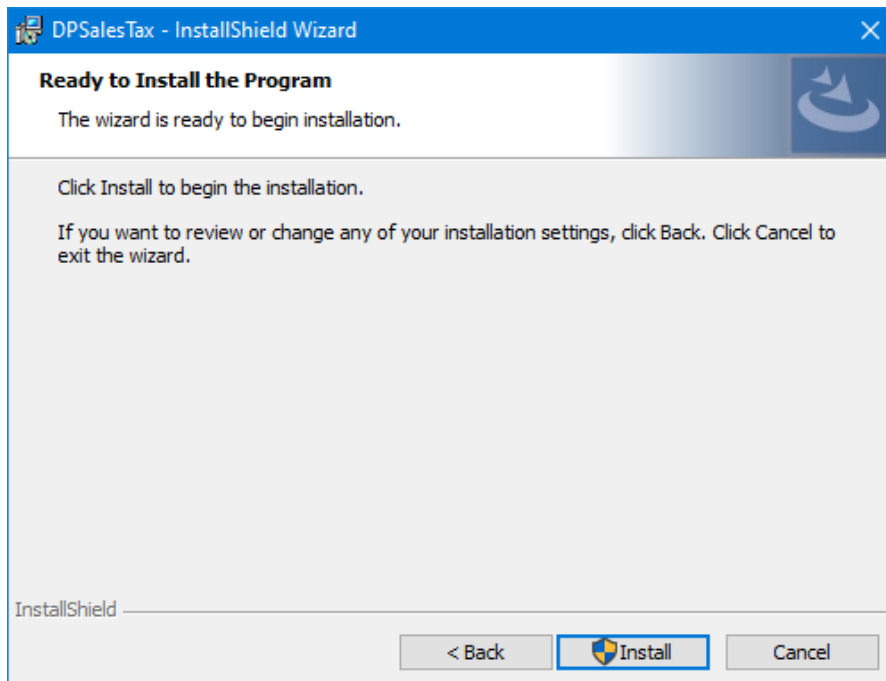 DPSalesTax - InstallShield Wizard
Ready to Install the Program
The wizard is ready to begin installation.
Click Install to begin the installation.
If you want to review or change any of your installation settings, click Back. Click Cancel to
exit the wizard.
InstallShield
< Back
Install
Cancel